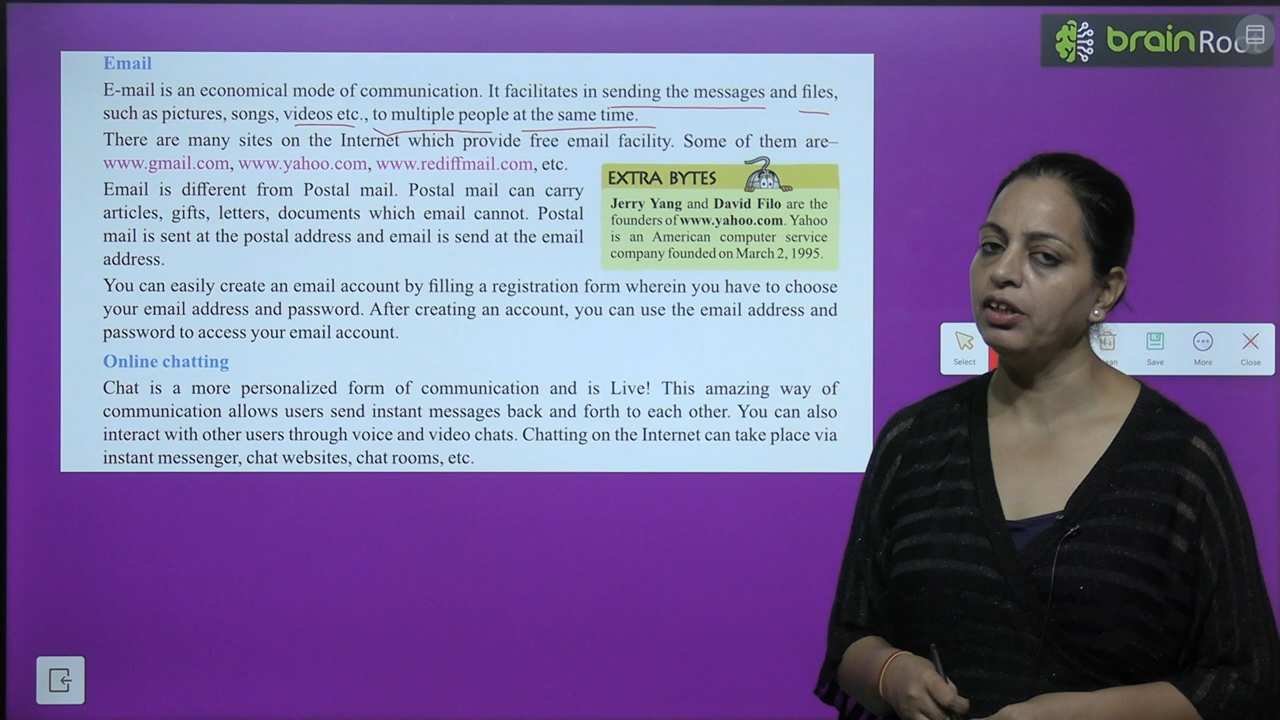 brainRoo
Email
E-mail is an economical mode of communication. It facilitates in sending the messages and files,
such as pictures, songs, videos etc., to multiple people at the same time.
There are many sites on the Internet which provide free email facility. Some of them are–
www.gmail.com, www.yahoo.com, www.rediffmail.com, etc.
Email is different from Postal mail. Postal mail can carry
articles, gifts, letters, documents which email cannot. Postal
mail is sent at the postal address and email is send at the email
address.
EXTRA BYTES
Jerry Yang and David Filo are the
founders of www.yahoo.com. Yahoo
is an American computer service
company founded on March 2, 1995.
You can easily create an email account by filling a registration form wherein you have to choose
your email address and password. After creating an account, you can use the email address and
password to access your email account.
Online chatting
Chat is a more personalized form of communication and is Live! This amazing way of
communication allows users send instant messages back and forth to each other. You can also
interact with other users through voice and video chats. Chatting on the Internet can take place via
instant messenger, chat websites, chat rooms, etc.
Select
Save
More
Close